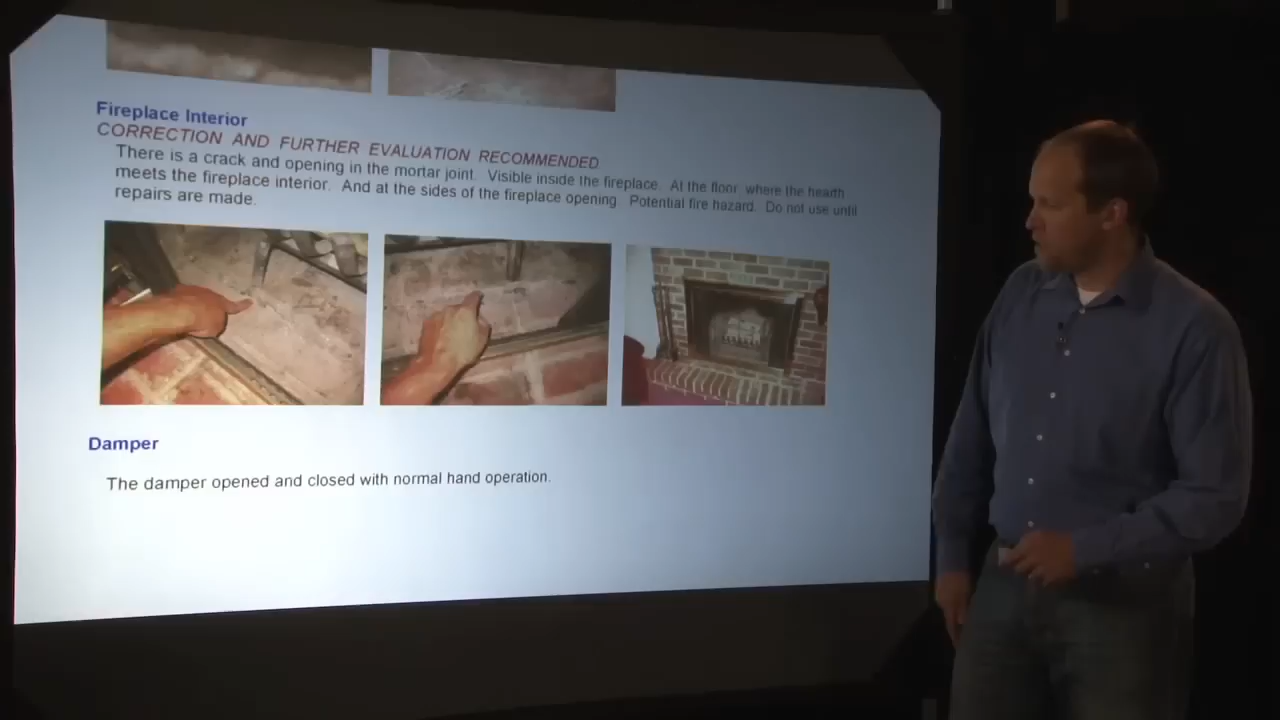 Fireplace Interior
CORRECTION AND FURTHER EVALUATION RECOMMENDED
There is a crack and opening in the mortar joint. Visible inside the fireplace. At the floor where the hearth
meets the fireplace interior. And at the sides of the fireplace opening. Potential fire hazard. Do not use until
repairs are made.
Damper
The damper opened and closed with normal hand operation.